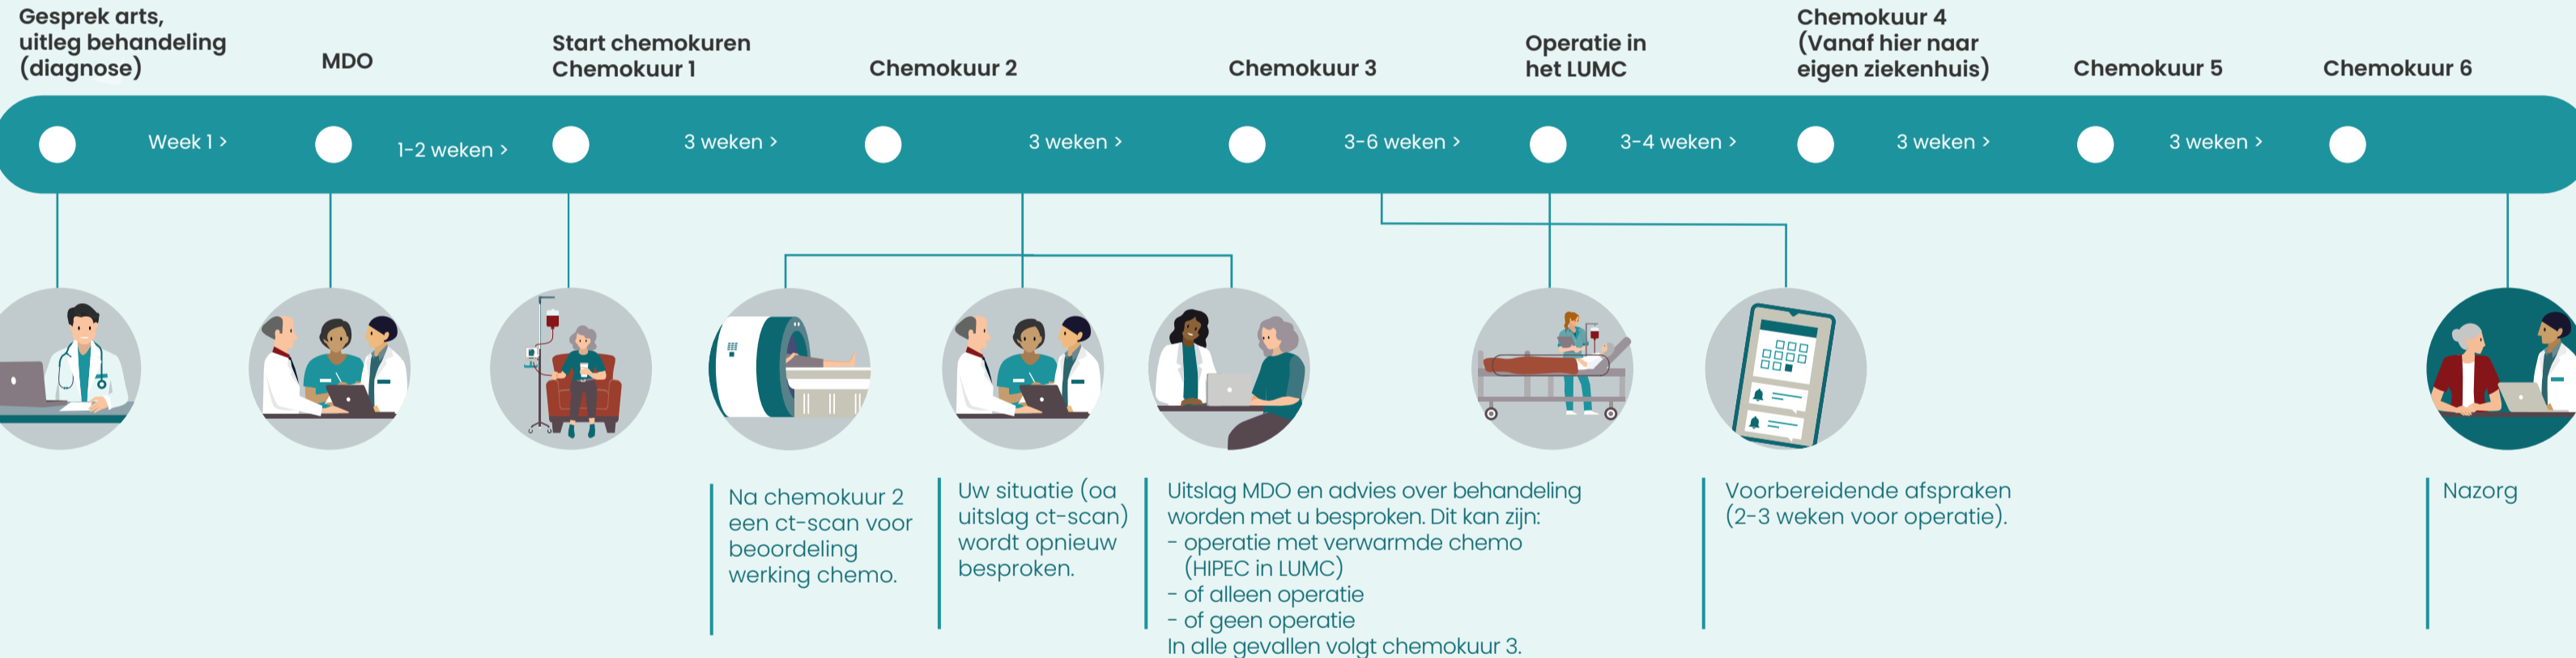 Gesprek arts,
uitleg behandeling
(diagnose)
MDO
Start chemokuren
Chemokuur 1
Chemokuur 2
Chemokuur 3
Operatie in
het LUMC
Chemokuur 4
(Vanaf hier naar
eigen ziekenhuis)
Chemokuur 5
Chemokuur 6
Week 1 >
1-2 weken >
3 weken >
3 weken >
3-6 weken >
3-4 weken >
3 weken >
3 weken >
Na chemokuur 2
een ct-scan voor
beoordeling
werking chemo.
Uw situatie (oa
uitslag ct-scan)
wordt opnieuw
besproken.
Uitslag MDO en advies over behandeling
worden met u besproken. Dit kan zijn:
- operatie met verwarmde chemo
(HIPEC in LUMC)
- of alleen operatie
- of geen operatie
In alle gevallen volgt chemokuur 3.
Voorbereidende afspraken
(2-3 weken voor operatie).
Nazorg